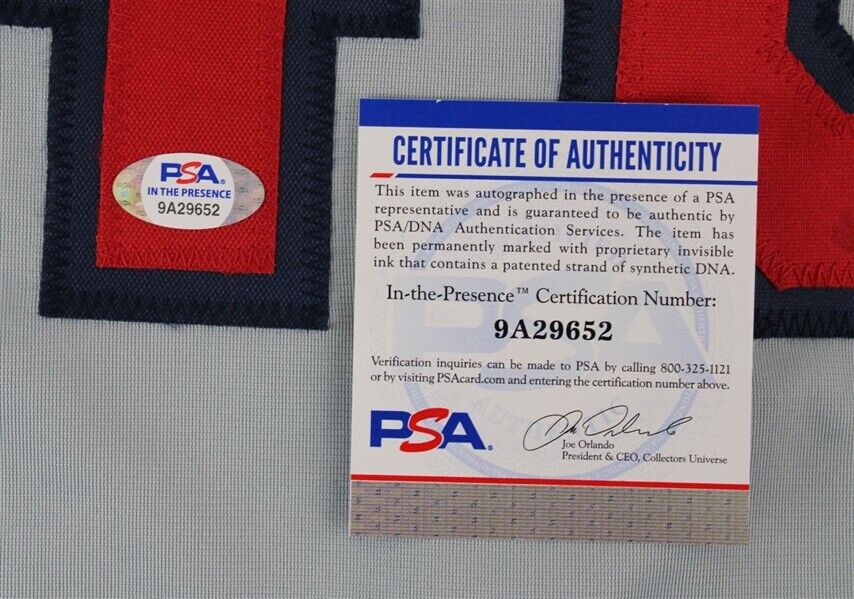 PSA
IN THE PRESENCE
9A29652
CERTIFICATE OF AUTHENTICITY
This item was autographed in the presence of a PSA
representative and is guaranteed to be authentic by
PSA/DNA Authentication Services. The item has
been permanently marked with proprietary invisible
ink that contains a patented strand of synthetic DNA.
In-the-Presence™ Certification Number:
9A29652
Verification inquiries can be made to PSA by calling 800-325-1121
or by visiting PSAcard.com and entering the certification number above.
PSA
Joe Orlando
President & CEO, Collectors Universe